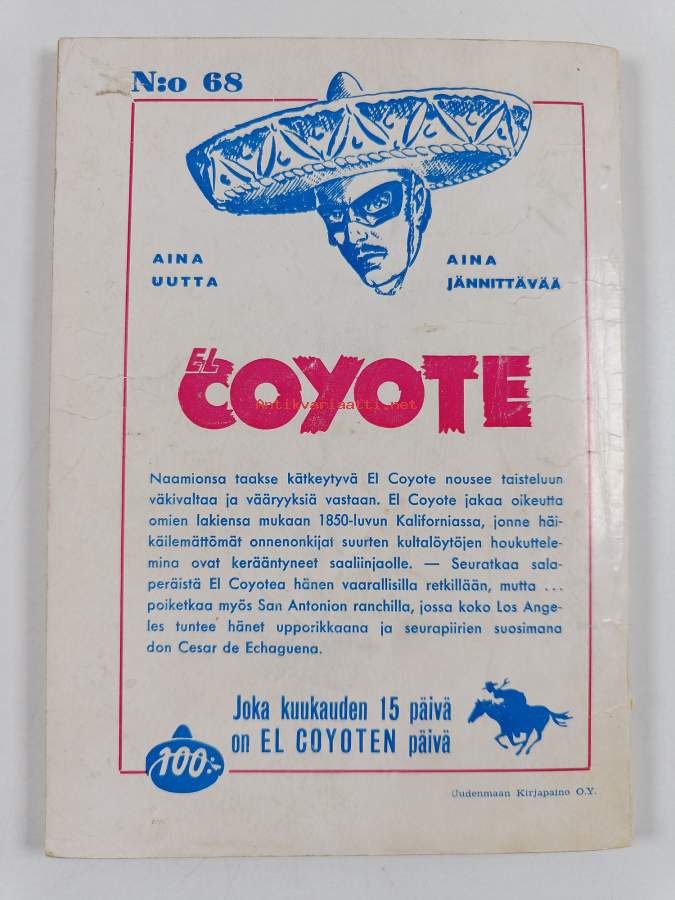 N:o 68
AINA
UUTTA
AINA
JÄNNITTÄVÄÄ
EL
COYOTE
Antikvariaatti.net
Naamionsa taakse kätkeytyvä El Coyote nousee taisteluun
väkivaltaa ja vääryyksiä vastaan. El Coyote jakaa oikeutta
omien lakiensa mukaan 1850-luvun Kaliforniassa, jonne häi-
käilemättömät onnenonkijat suurten kultalöytöjen houkuttele-
mina ovat kerääntyneet saaliinjaolle. — Seuratkaa sala-
peräistä El Coyotea hänen vaarallisilla retkillään, mutta ...
poiketkaa myös San Antonion ranchilla, jossa koko Los Ange-
les tuntee hänet upporikkaana ja seurapiirien suosimana
don Cesar de Echaguena.
Joka kuukauden 15 päivä
on EL COYOTEN päivä
100:-
Uudenmaan Kirjapaino O.Y.